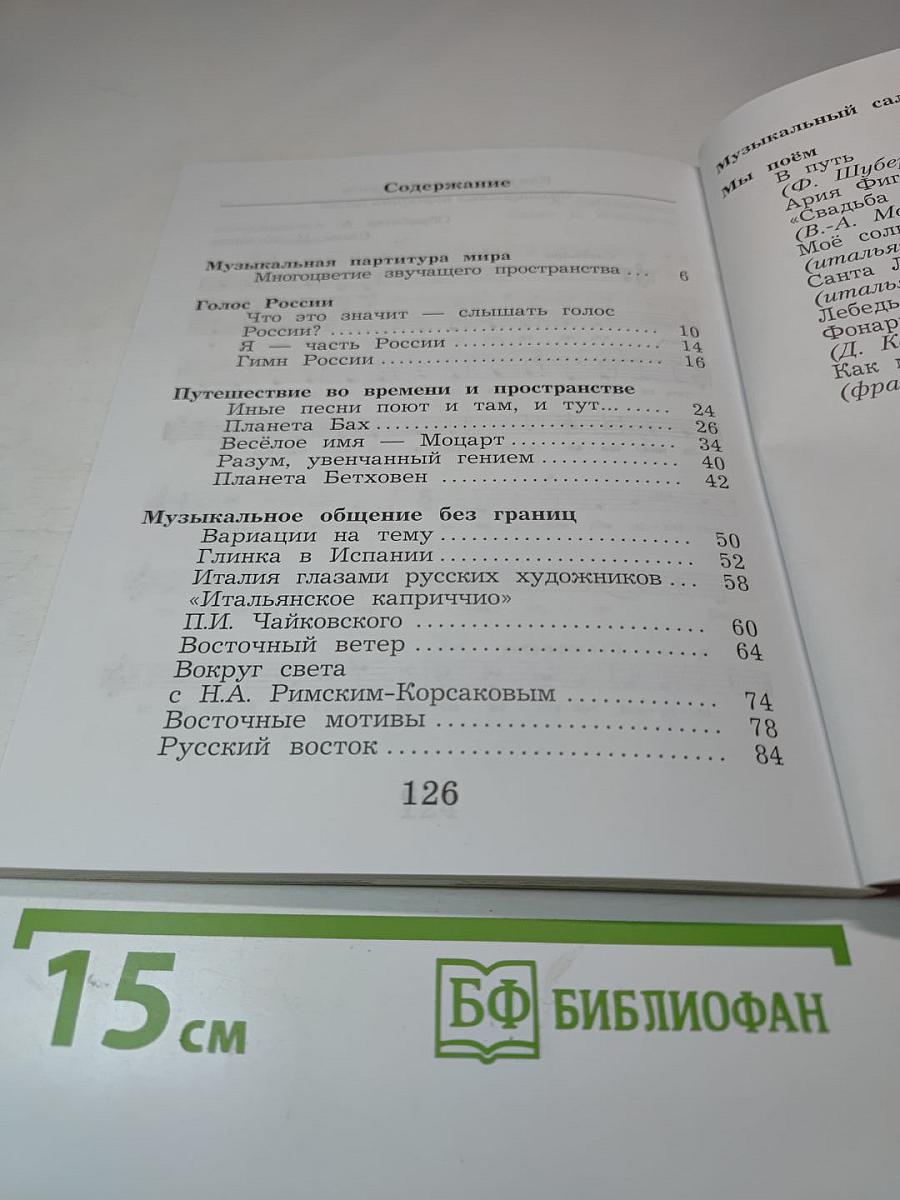 Содержание
Музыкальная партитура мира
Многоцветие звучащего пространства ... 6
Голос России
Что это значит — слышать голос
России? ........................................ 10
Я — часть России .......................... 14
Гимн России .................................. 16
Путешествие во времени и пространстве
Иные песни поют и там, и тут... ..... 24
Планета Бах .................................. 26
Весёлое имя — Моцарт .................. 34
Разум, увенчанный гением .............. 40
Планета Бетховен ......................... 42
Музыкальное общение без границ
Вариации на тему .......................... 50
Глинка в Испании .......................... 52
Италия глазами русских художников ... 58
«Итальянское каприччио»
П.И. Чайковского .......................... 60
Восточный ветер ........................... 64
Вокруг света
с Н.А. Римским-Корсаковым ............. 74
Восточные мотивы ........................ 78
Русский восток .............................. 84
126
Музыкальный
Мы поём
В путь
(Ф.
Ария
«Свадьба
(В.-А.
Моё
Санта
Лебедь
(Д.
Как
15 см
БФ БИБЛИОФАН